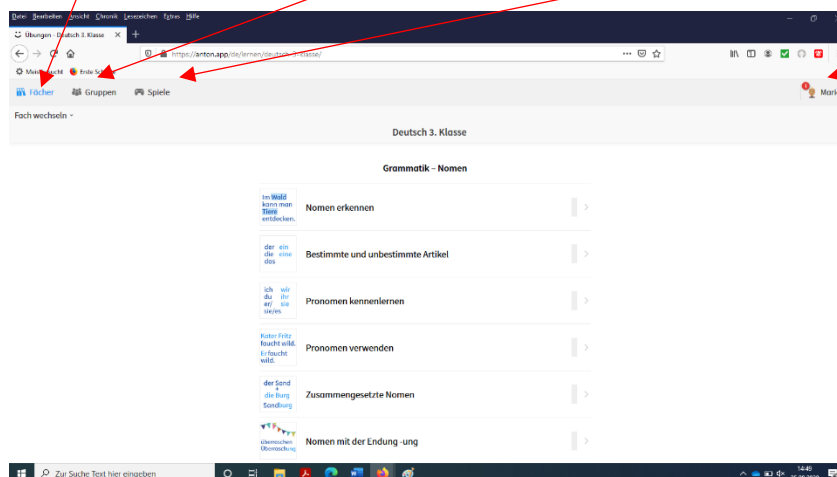 Datei Bearbeiten Ansicht Chronik Lesezeichen Extras Hilfe
Übungen - Deutsch 3. Klasse
https://anton.app/de/lernen/deutsch-3-klasse/
Fächer Gruppen Spiele
Fach wechseln
Deutsch 3. Klasse
Grammatik – Nomen
Im Wald
kann man
Tiere
entdecken.
Nomen erkennen
der ein
die eine
das
Bestimmte und unbestimmte Artikel
ich wir
du ihr
er/ sie
sie/es
Pronomen kennenlernen
Kater Fritz
faucht wild.
Er faucht
wild.
Pronomen verwenden
der Sand
+
die Burg
Sandburg
Zusammengesetzte Nomen
überraschen
Überraschung
Nomen mit der Endung -ung
Zur Suche Text hier eingeben
14:49